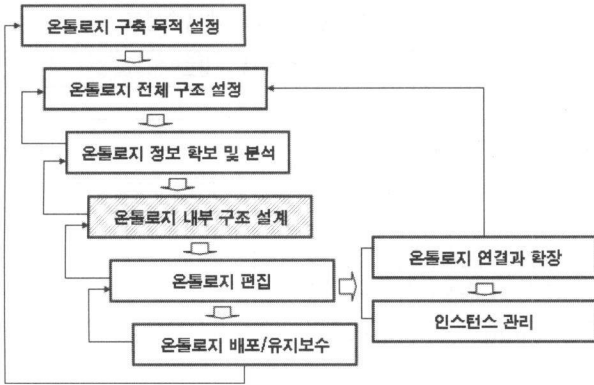 온톨로지 구축 목적 설정
온톨로지 전체 구조 설정
온톨로지 정보 확보 및 분석
온톨로지 내부 구조 설계
온톨로지 편집
온톨로지 배포/유지보수
온톨로지 연결과 확장
인스턴스 관리